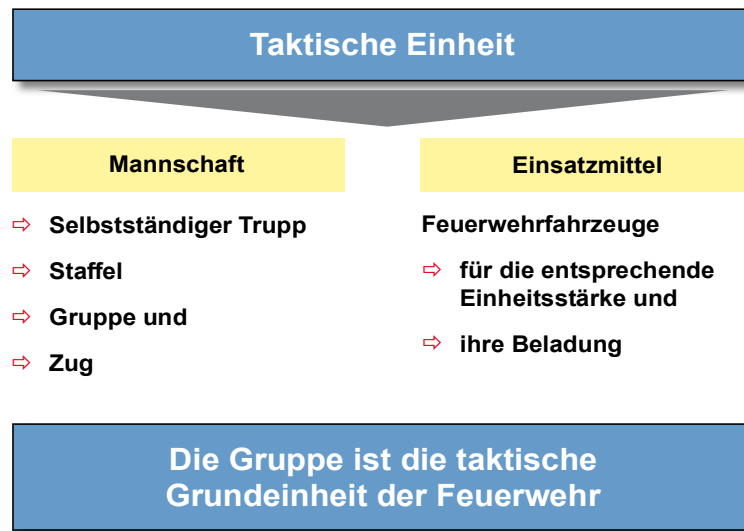 Taktische Einheit
Mannschaft
⇨ Selbstständiger Trupp
⇨ Staffel
⇨ Gruppe und
⇨ Zug
Einsatzmittel
Feuerwehrfahrzeuge
⇨ für die entsprechende
Einheitsstärke und
⇨ ihre Beladung
Die Gruppe ist die taktische
Grundeinheit der Feuerwehr